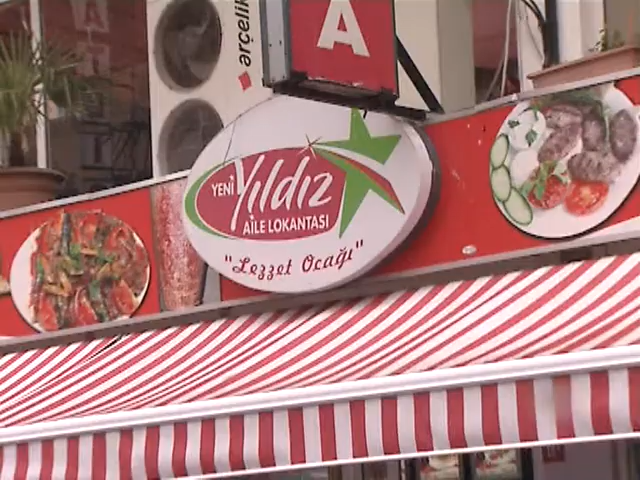 A
arçelik
YENİ
Yıldız
AİLE LOKANTASI
"Lezzet Ocağı"